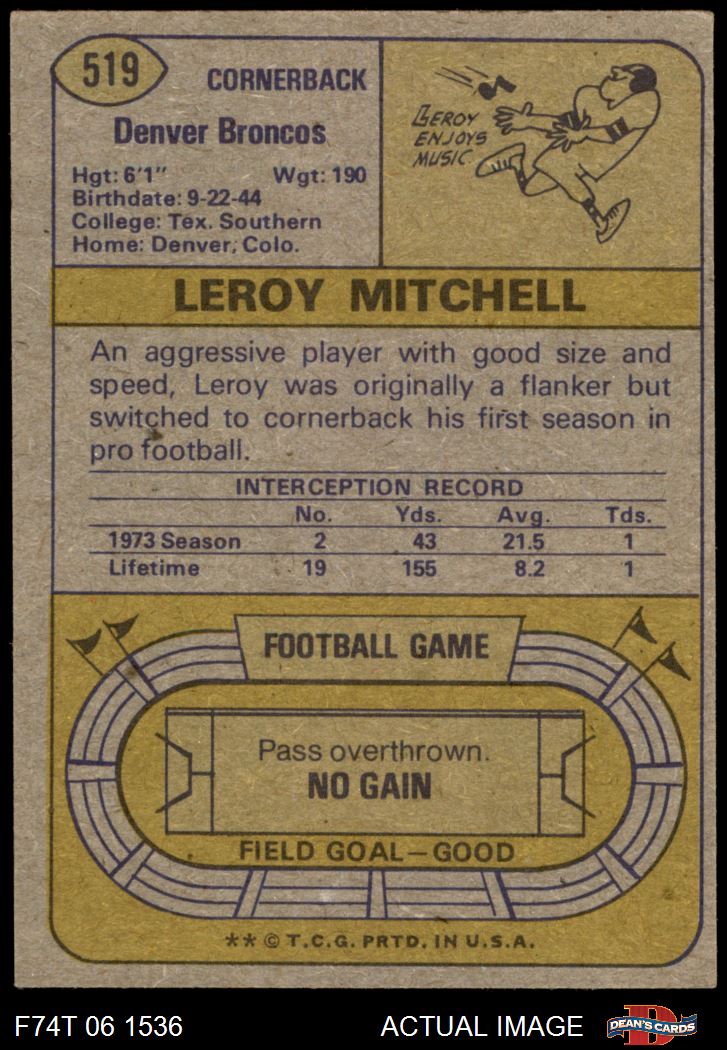 519
CORNERBACK
Denver Broncos
Hgt: 6'1" Wgt: 190
Birthdate: 9-22-44
College: Tex. Southern
Home: Denver, Colo.
LEROY
ENJOYS
MUSIC
LEROY MITCHELL
An aggressive player with good size and
speed, Leroy was originally a flanker but
switched to cornerback his first season in
pro football.
INTERCEPTION RECORD
No. Yds. Avg. Tds.
1973 Season 2 43 21.5 1
Lifetime 19 155 8.2 1
FOOTBALL GAME
Pass overthrown.
NO GAIN
FIELD GOAL—GOOD
** © T.C.G. PRTD. IN U.S.A.
F74T 06 1536 ACTUAL IMAGE
DEAN'S CARDS